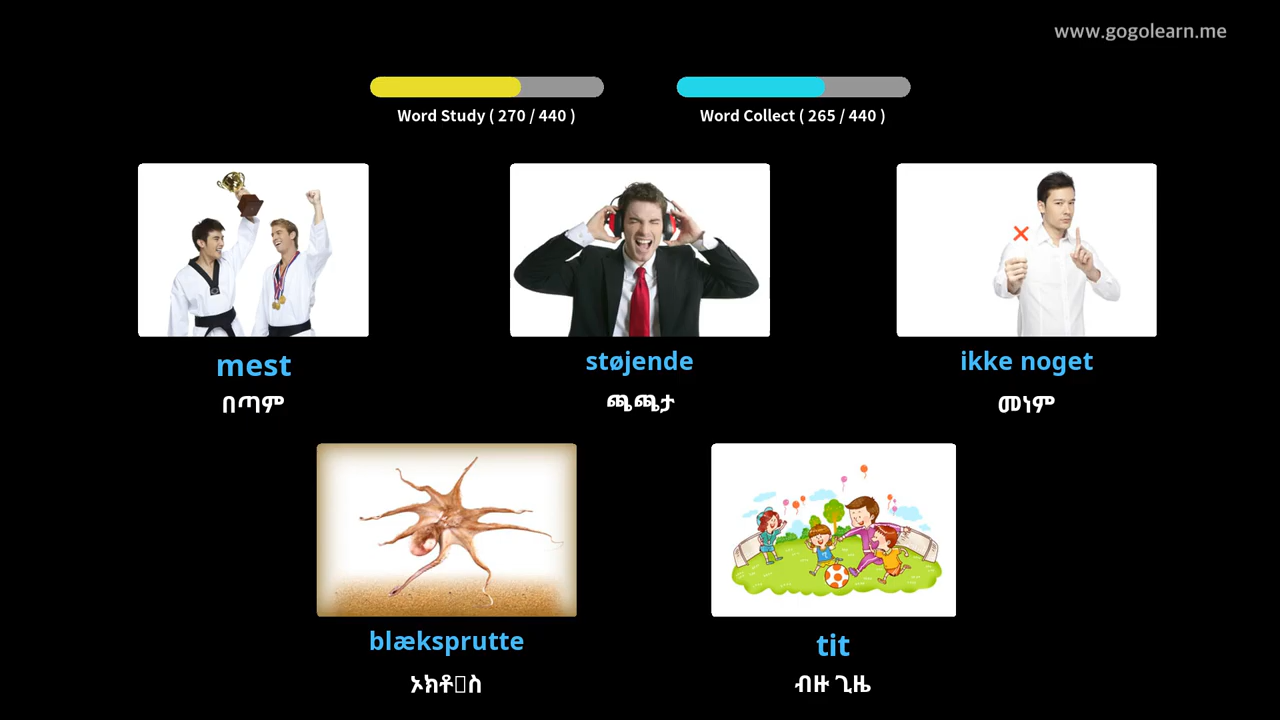 www.gogolearn.me
Word Study ( 270 / 440 )
Word Collect ( 265 / 440 )
mest
በጣም
støjende
ጫጫታ
ikke noget
መነም
blæksprutte
ኦክቶ▯ስ
tit
ብዙ ጊዜ